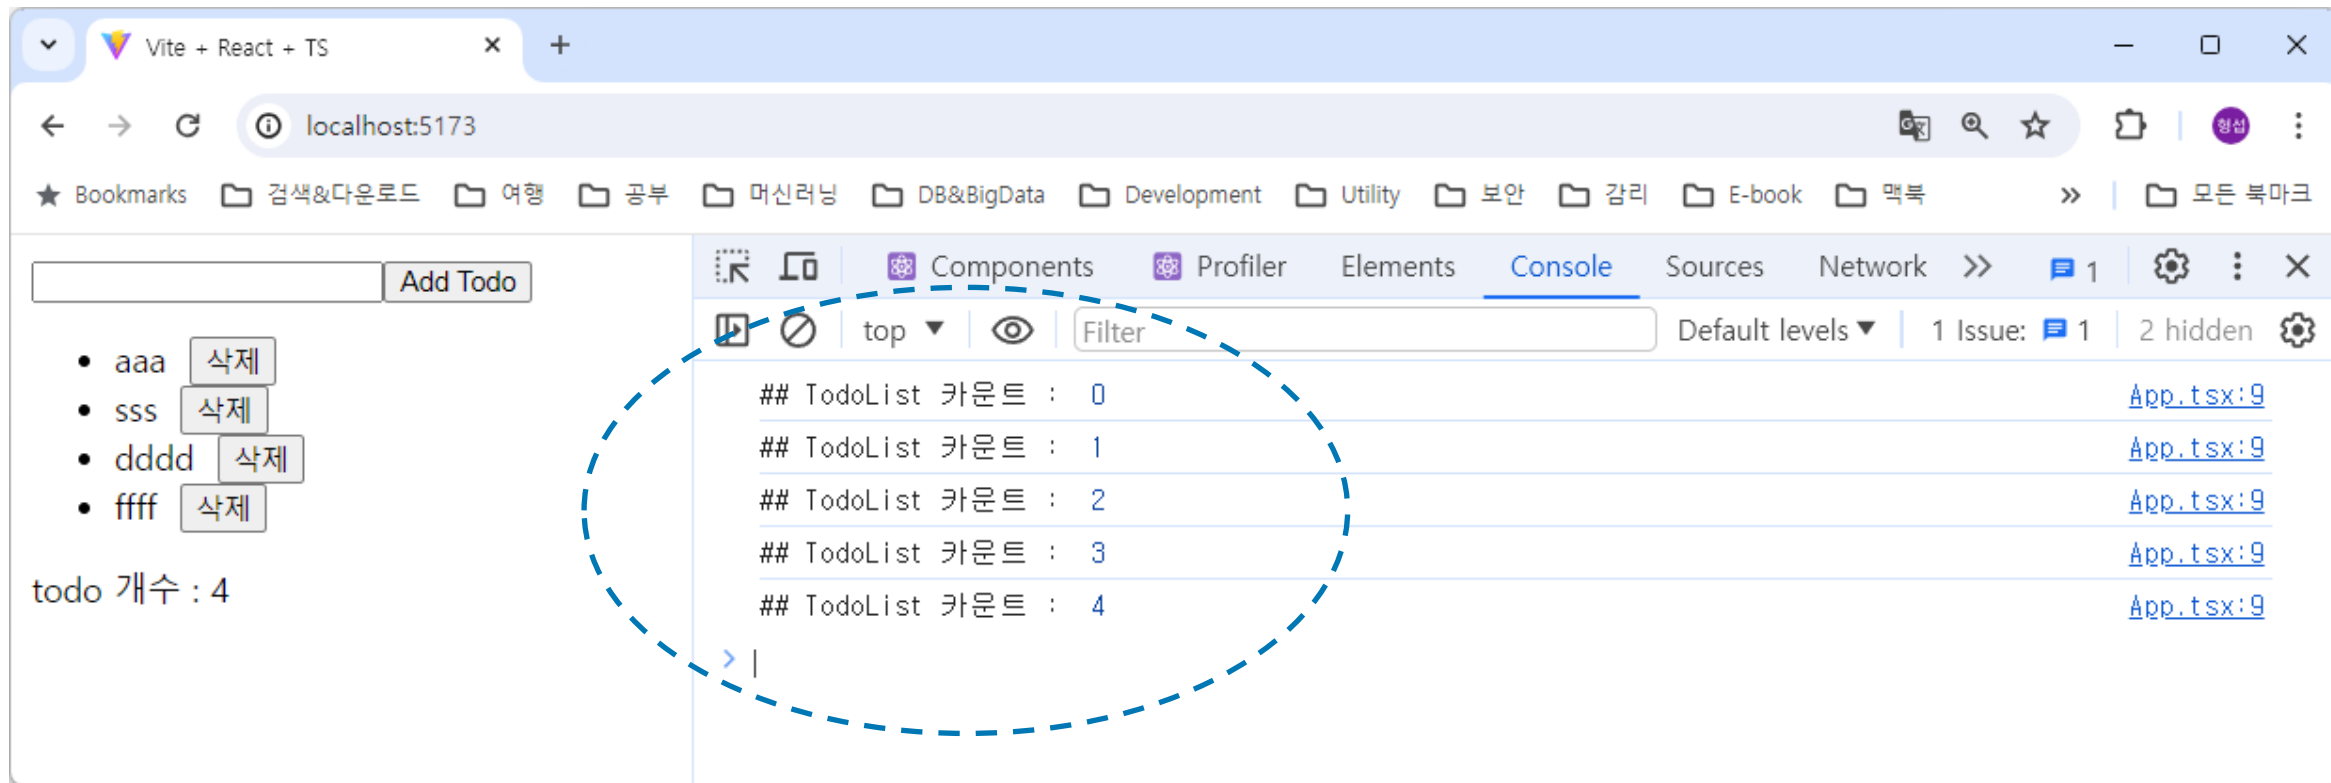 Vite + React + TS
localhost:5173
형섭
Bookmarks 검색&다운로드 여행 공부 머신러닝 DB&BigData Development Utility 보안 감리 E-book 맥북 모든 북마크
Add Todo
aaa 삭제
sss 삭제
dddd 삭제
ffff 삭제
todo 개수 : 4
Components Profiler Elements Console Sources Network 1
top Filter Default levels 1 Issue: 1 2 hidden
## TodoList 카운트 : 0 App.tsx:9
## TodoList 카운트 : 1 App.tsx:9
## TodoList 카운트 : 2 App.tsx:9
## TodoList 카운트 : 3 App.tsx:9
## TodoList 카운트 : 4 App.tsx:9